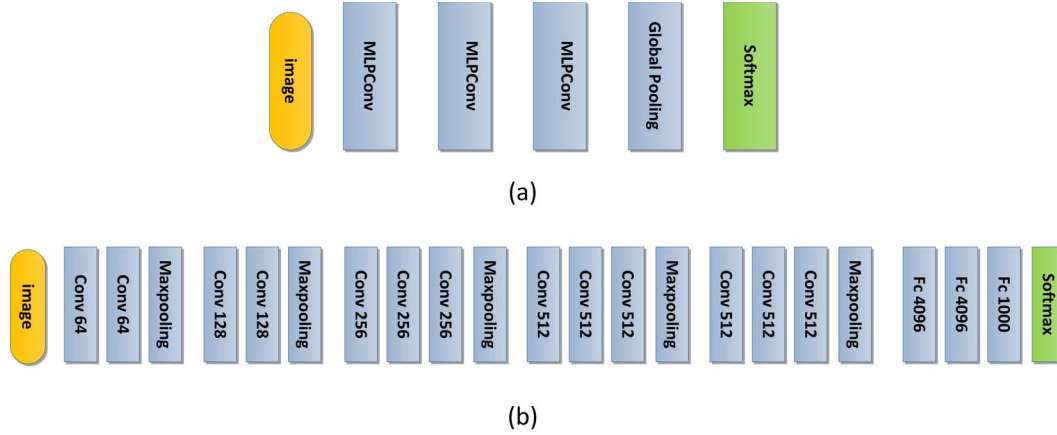 image
MLPConv
MLPConv
MLPConv
Global Pooling
Softmax
(a)
image
Conv 64
Conv 64
Maxpooling
Conv 128
Conv 128
Maxpooling
Conv 256
Conv 256
Conv 256
Maxpooling
Conv 512
Conv 512
Conv 512
Maxpooling
Conv 512
Conv 512
Conv 512
Maxpooling
Fc 4096
Fc 4096
Fc 1000
Softmax
(b)